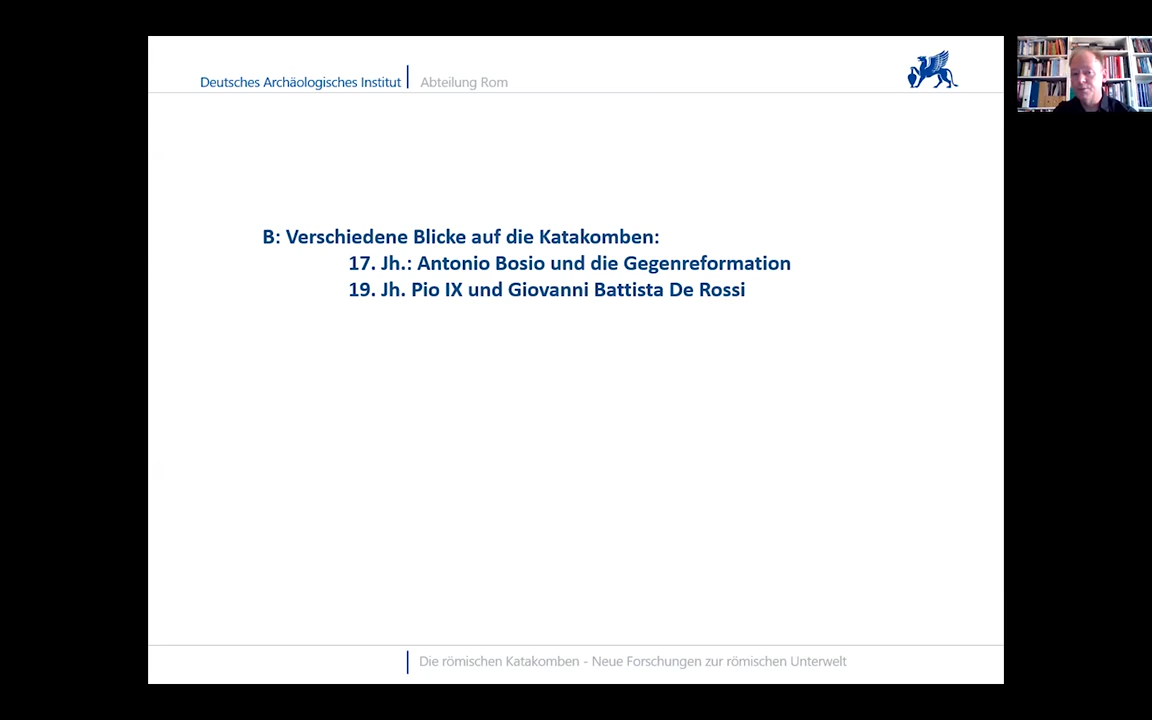 Deutsches Archäologisches Institut Abteilung Rom
B: Verschiedene Blicke auf die Katakomben:
17. Jh.: Antonio Bosio und die Gegenreformation
19. Jh. Pio IX und Giovanni Battista De Rossi
Die römischen Katakomben - Neue Forschungen zur römischen Unterwelt